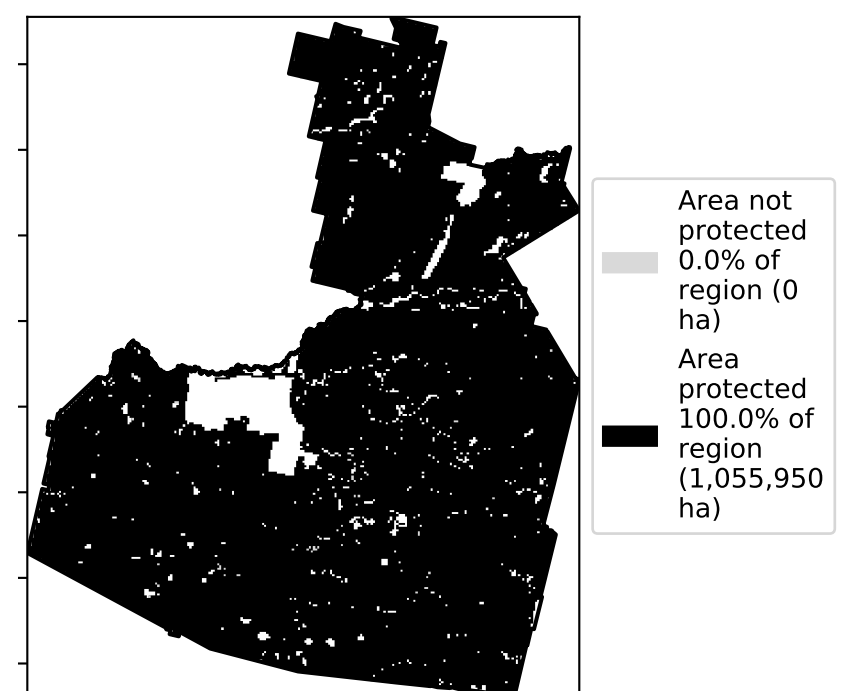 Area not
protected
0.0% of
region (0
ha)
Area
protected
100.0% of
region
(1,055,950
ha)